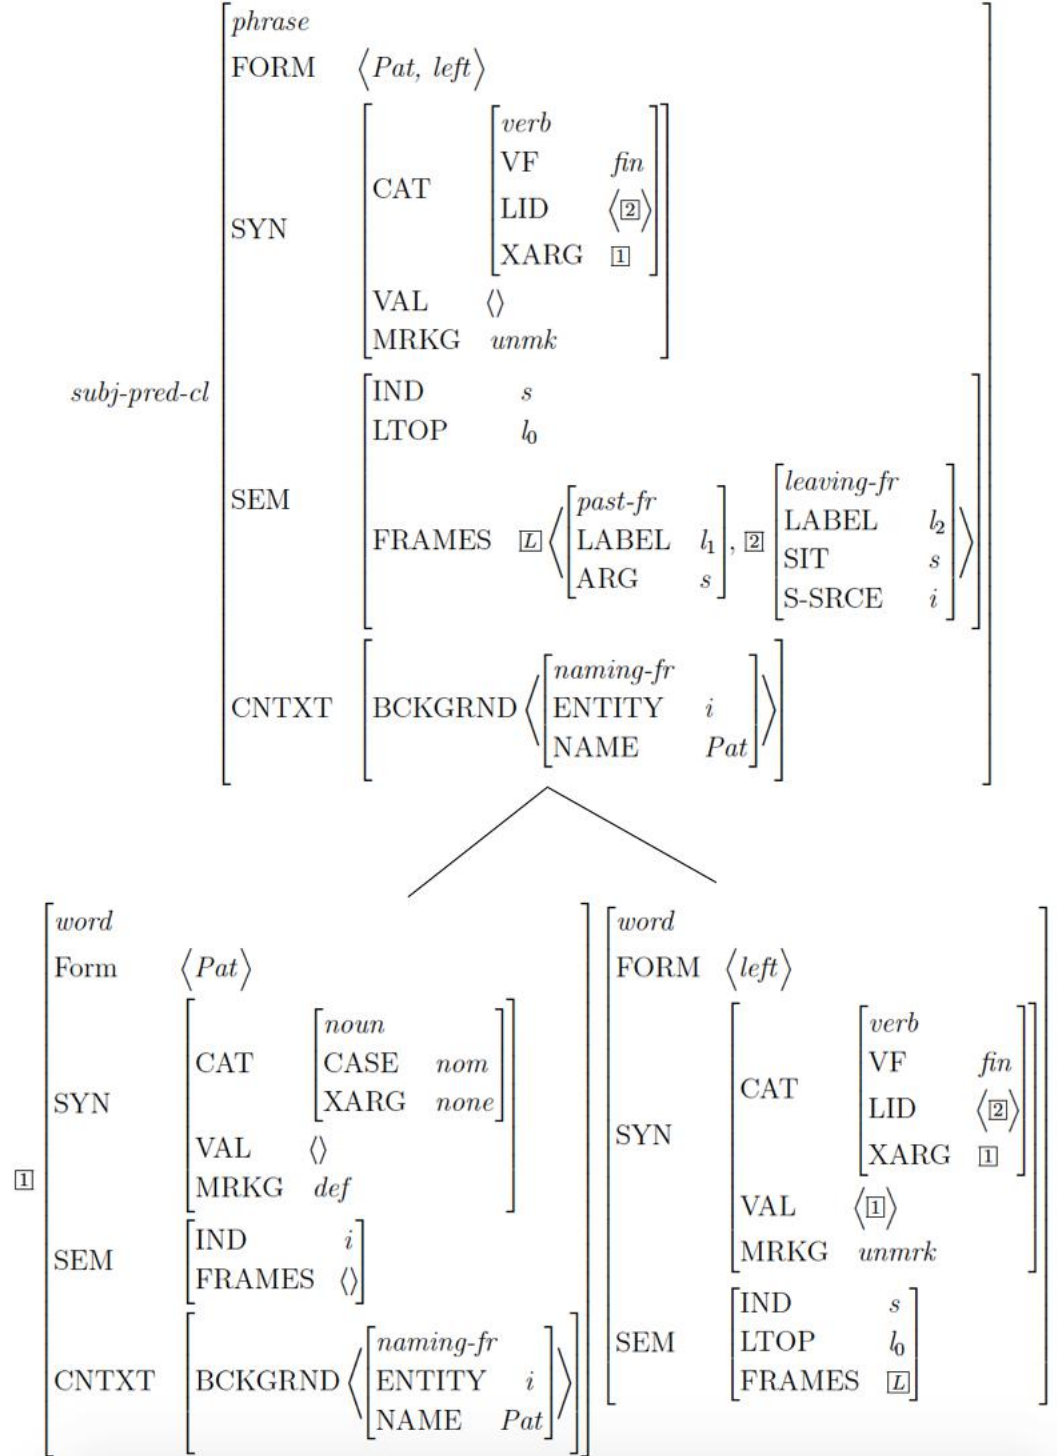 phrase
FORM ⟨Pat, left⟩
verb
VF fin
CAT
LID ⟨[2]⟩
SYN
XARG [1]
VAL ⟨⟩
MRKG unmk
subj-pred-cl
IND s
LTOP l0
SEM
FRAMES [L] ⟨[past-fr LABEL l1 ARG s], [2] [leaving-fr LABEL l2 SIT s S-SRCE i]⟩
CNTXT
BCKGRND ⟨[naming-fr ENTITY i NAME Pat]⟩
[1]
word
Form ⟨Pat⟩
noun
CAT CASE nom
XARG none
SYN
VAL ⟨⟩
MRKG def
IND i
SEM
FRAMES ⟨⟩
naming-fr
CNTXT BCKGRND ⟨ENTITY i⟩
NAME Pat
word
FORM ⟨left⟩
verb
VF fin
CAT
LID ⟨[2]⟩
SYN
XARG [1]
VAL ⟨[1]⟩
MRKG unmrk
IND s
SEM LTOP l0
FRAMES [L]